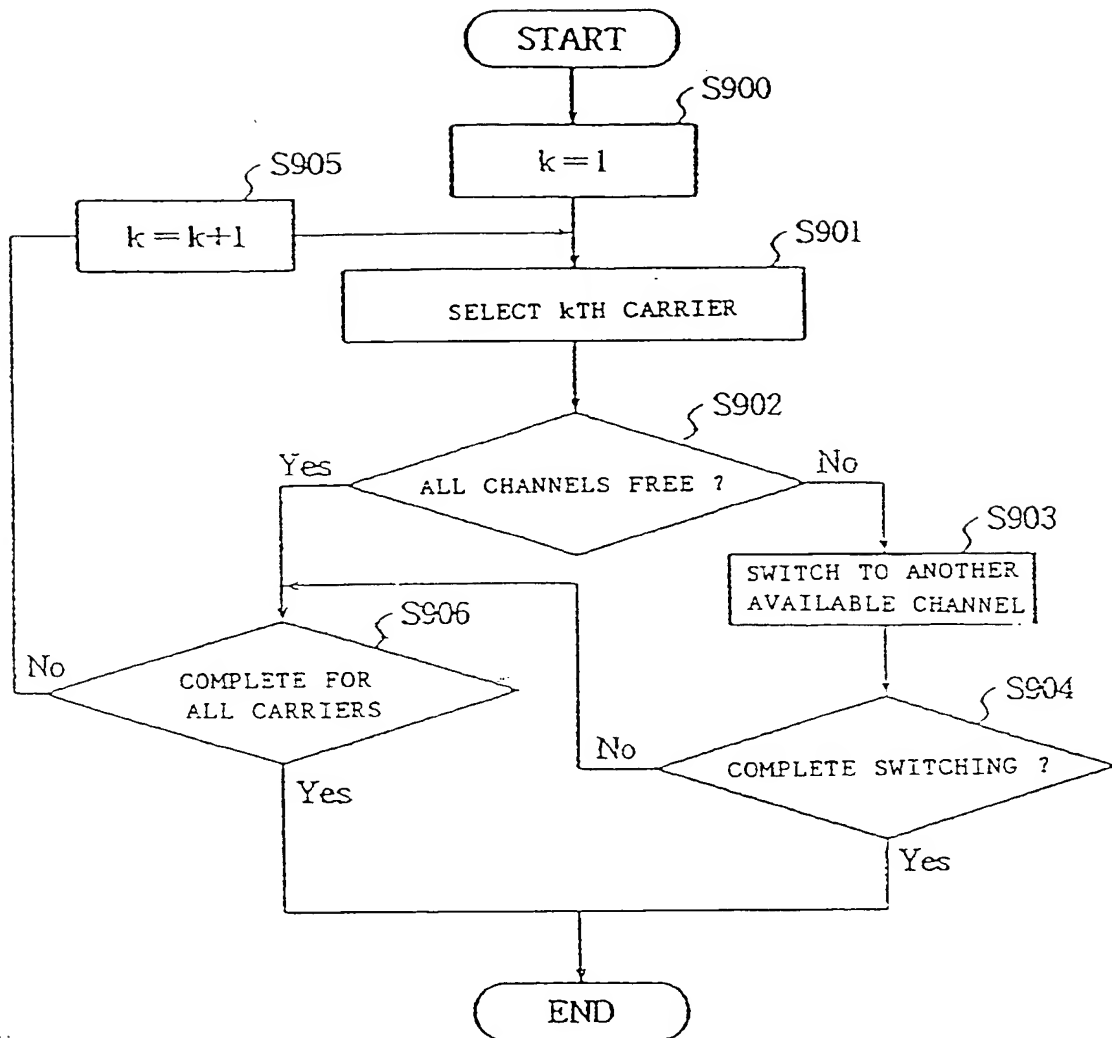 START
S900
k=1
S905
k=k+1
S901
SELECT kTH CARRIER
S902
Yes
No
ALL CHANNELS FREE ?
S903
SWITCH TO ANOTHER
AVAILABLE CHANNEL
S906
No
COMPLETE FOR
ALL CARRIERS
S904
No
COMPLETE SWITCHING ?
Yes
Yes
END